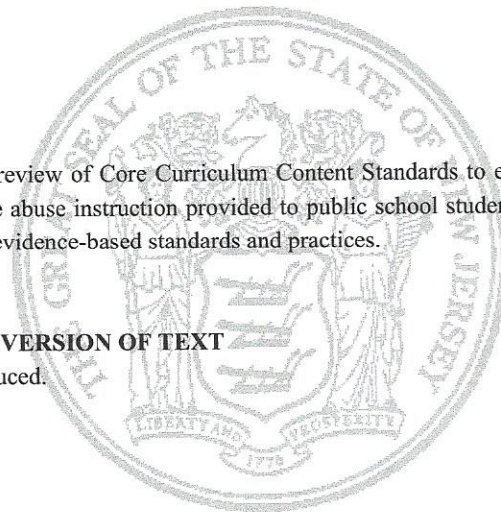 THE GREAT SEAL OF THE STATE OF NEW JERSEY
review of Core Curriculum Content Standards to e
e abuse instruction provided to public school studen
evidence-based standards and practices.
VERSION OF TEXT
uced.
LIBERTY AND PROSPERITY
1776